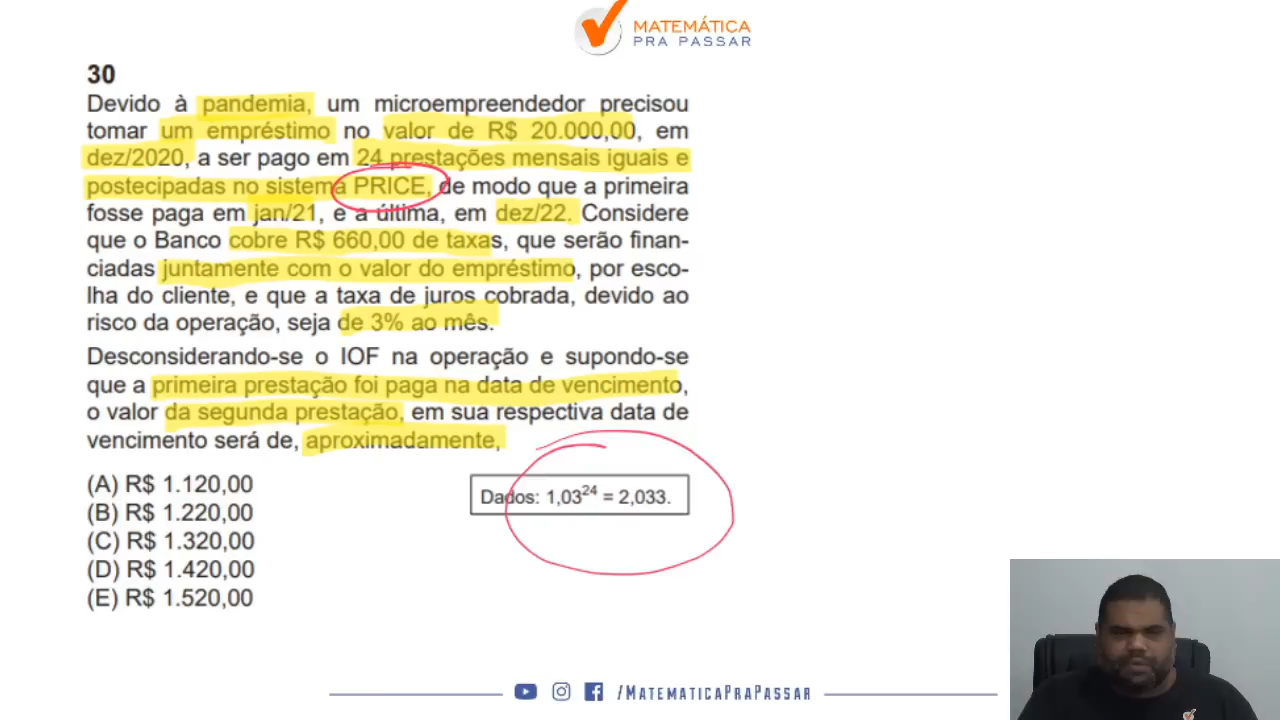 MATEMÁTICA
PRA PASSAR
30
Devido à pandemia, um microempreendedor precisou
tomar um empréstimo no valor de R$ 20.000,00, em
dez/2020, a ser pago em 24 prestações mensais iguais e
postecipadas no sistema PRICE, de modo que a primeira
fosse paga em jan/21, e a última, em dez/22. Considere
que o Banco cobre R$ 660,00 de taxas, que serão finan-
ciadas juntamente com o valor do empréstimo, por esco-
lha do cliente, e que a taxa de juros cobrada, devido ao
risco da operação, seja de 3% ao mês.
Desconsiderando-se o IOF na operação e supondo-se
que a primeira prestação foi paga na data de vencimento,
o valor da segunda prestação, em sua respectiva data de
vencimento será de, aproximadamente,
(A) R$ 1.120,00
(B) R$ 1.220,00
(C) R$ 1.320,00
(D) R$ 1.420,00
(E) R$ 1.520,00
Dados: 1,03²⁴ = 2,033.
/MATEMATICAPRAPASSAR